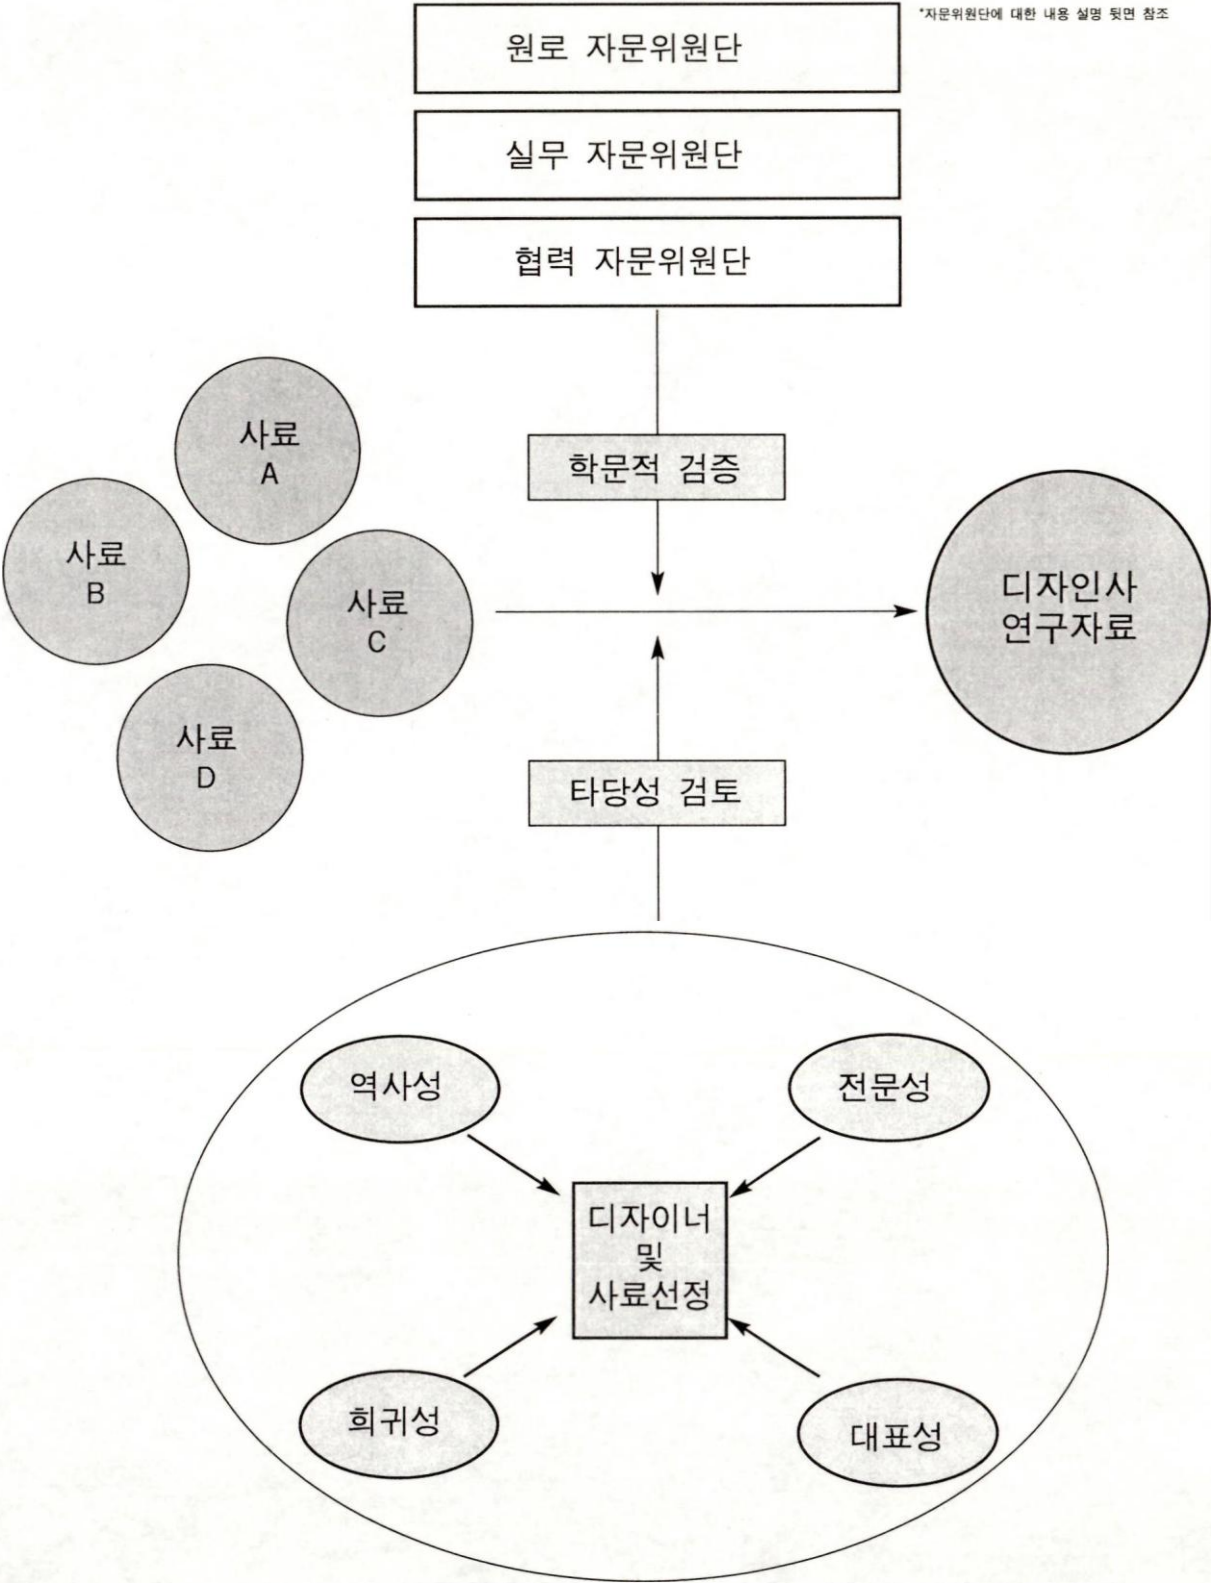 *자문위원단에 대한 내용 설명 뒷면 참조
원로 자문위원단
실무 자문위원단
협력 자문위원단
사료
A
학문적 검증
사료
B
사료
C
디자인사
연구자료
사료
D
타당성 검토
역사성
전문성
디자이너
및
사료선정
희귀성
대표성